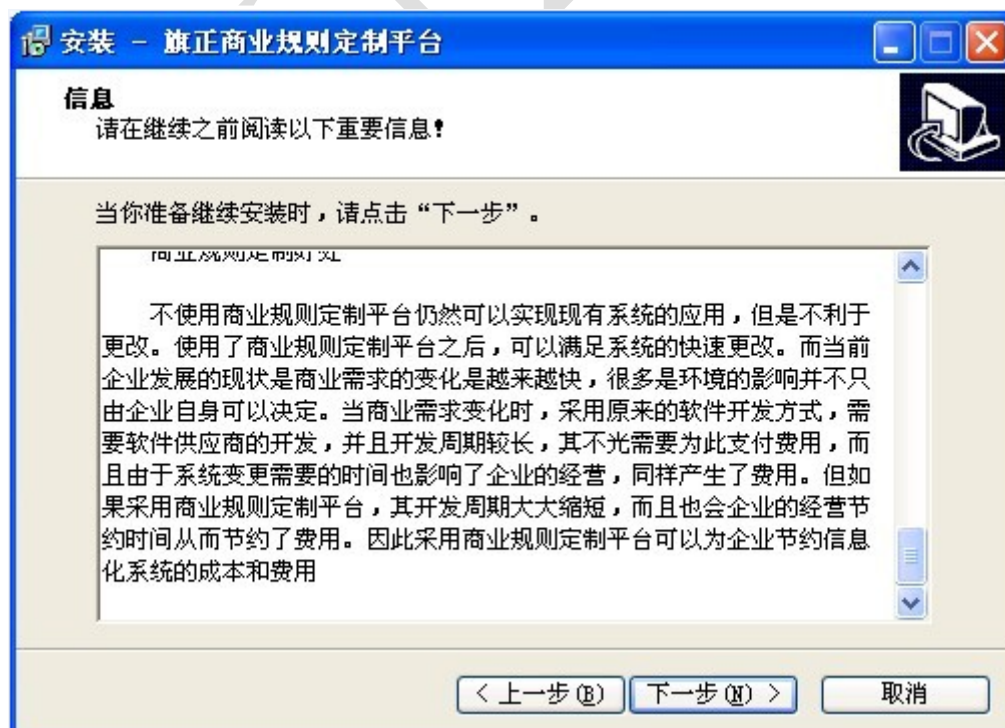 安装 - 旗正商业规则定制平台
信息
请在继续之前阅读以下重要信息!
当你准备继续安装时，请点击“下一步”。
商业规则定制好处
不使用商业规则定制平台仍然可以实现现有系统的应用，但是不利于
更改。使用了商业规则定制平台之后，可以满足系统的快速更改。而当前
企业发展的现状是商业需求的变化是越来越快，很多是环境的影响并不只
由企业自身可以决定。当商业需求变化时，采用原来的软件开发方式，需
要软件供应商的开发，并且开发周期较长，其不光需要为此支付费用，而
且由于系统变更需要的时间也影响了企业的经营，同样产生了费用。但如
果采用商业规则定制平台，其开发周期大大缩短，而且也会企业的经营节
约时间从而节约了费用。因此采用商业规则定制平台可以为企业节约信息
化系统的成本和费用
< 上一步(B) 下一步(N) > 取消